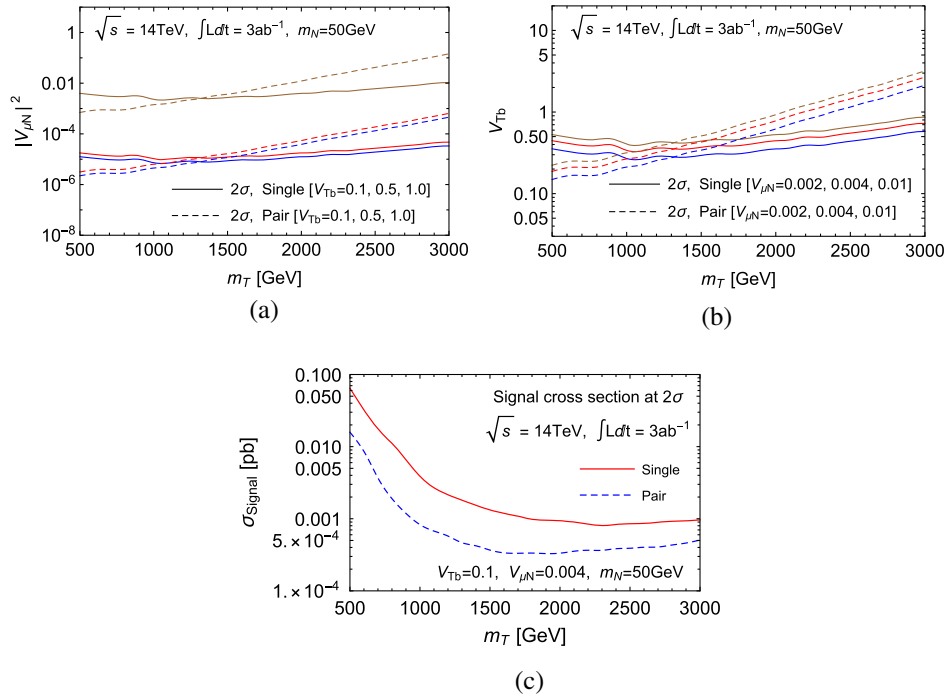 √s = 14TeV, ∫Ldt = 3ab⁻¹, m_N=50GeV
1
0.01
10⁻⁴
10⁻⁶
10⁻⁸
|V_μN|²
2σ, Single [V_Tb=0.1, 0.5, 1.0]
2σ, Pair [V_Tb=0.1, 0.5, 1.0]
500 1000 1500 2000 2500 3000
m_T [GeV]
(a)
√s = 14TeV, ∫Ldt = 3ab⁻¹, m_N=50GeV
10
5
1
0.50
0.10
0.05
V_Tb
2σ, Single [V_μN=0.002, 0.004, 0.01]
2σ, Pair [V_μN=0.002, 0.004, 0.01]
500 1000 1500 2000 2500 3000
m_T [GeV]
(b)
Signal cross section at 2σ
√s = 14TeV, ∫Ldt = 3ab⁻¹
Single
Pair
0.100
0.050
0.010
0.005
0.001
5.×10⁻⁴
1.×10⁻⁴
σ_Signal [pb]
V_Tb=0.1, V_μN=0.004, m_N=50GeV
500 1000 1500 2000 2500 3000
m_T [GeV]
(c)